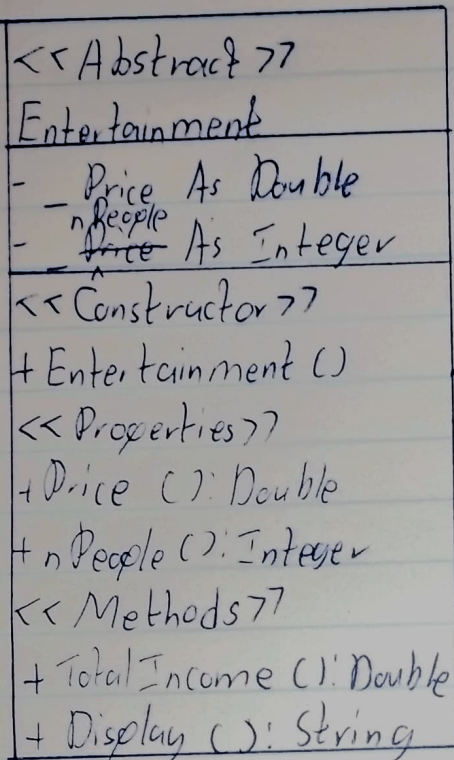 <<Abstract>>
Entertainment
- _Price As Double
- _nPeople As Integer
<<Constructor>>
+ Entertainment ()
<<Properties>>
+ Price (): Double
+ nPeople (): Integer
<<Methods>>
+ TotalIncome (): Double
+ Display (): String